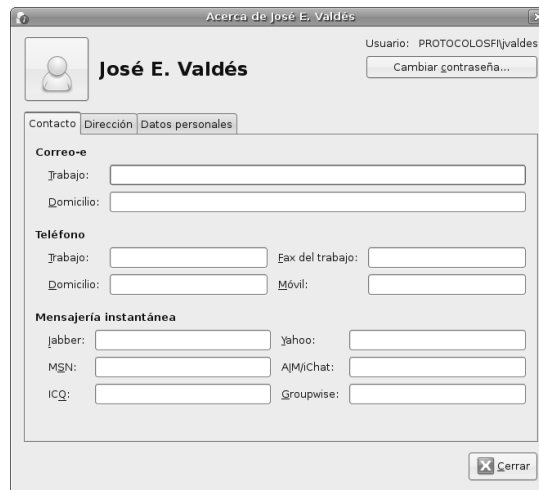 Acerca de José E. Valdés
Usuario: PROTOCOLOSFI\jvaldes
José E. Valdés
Cambiar contraseña...
Contacto Dirección Datos personales
Correo-e
Trabajo:
Domicilio:
Teléfono
Trabajo: Fax del trabajo:
Domicilio: Móvil:
Mensajería instantánea
Jabber: Yahoo:
MSN: AIM/iChat:
ICQ: Groupwise:
Cerrar